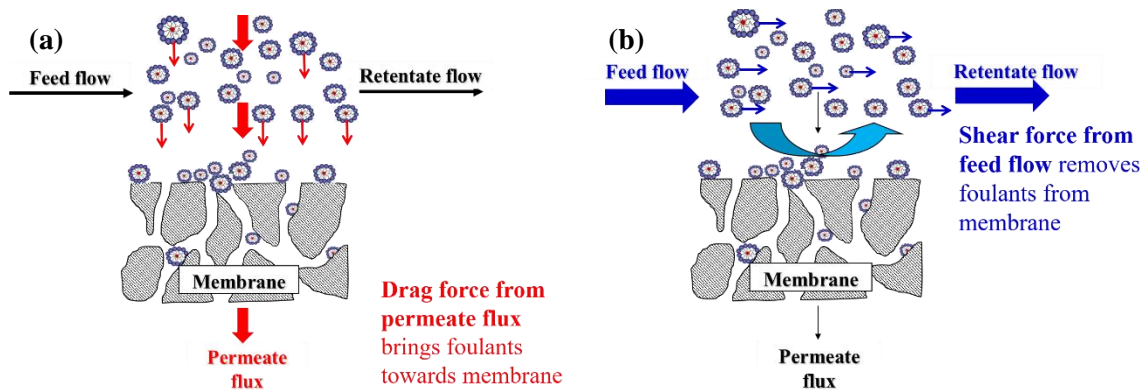 (a)
Feed flow
Retentate flow
Membrane
Permeate
flux
Drag force from
permeate flux
brings foulants
towards membrane
(b)
Feed flow
Retentate flow
Shear force from
feed flow removes
foulants from
membrane
Membrane
Permeate
flux